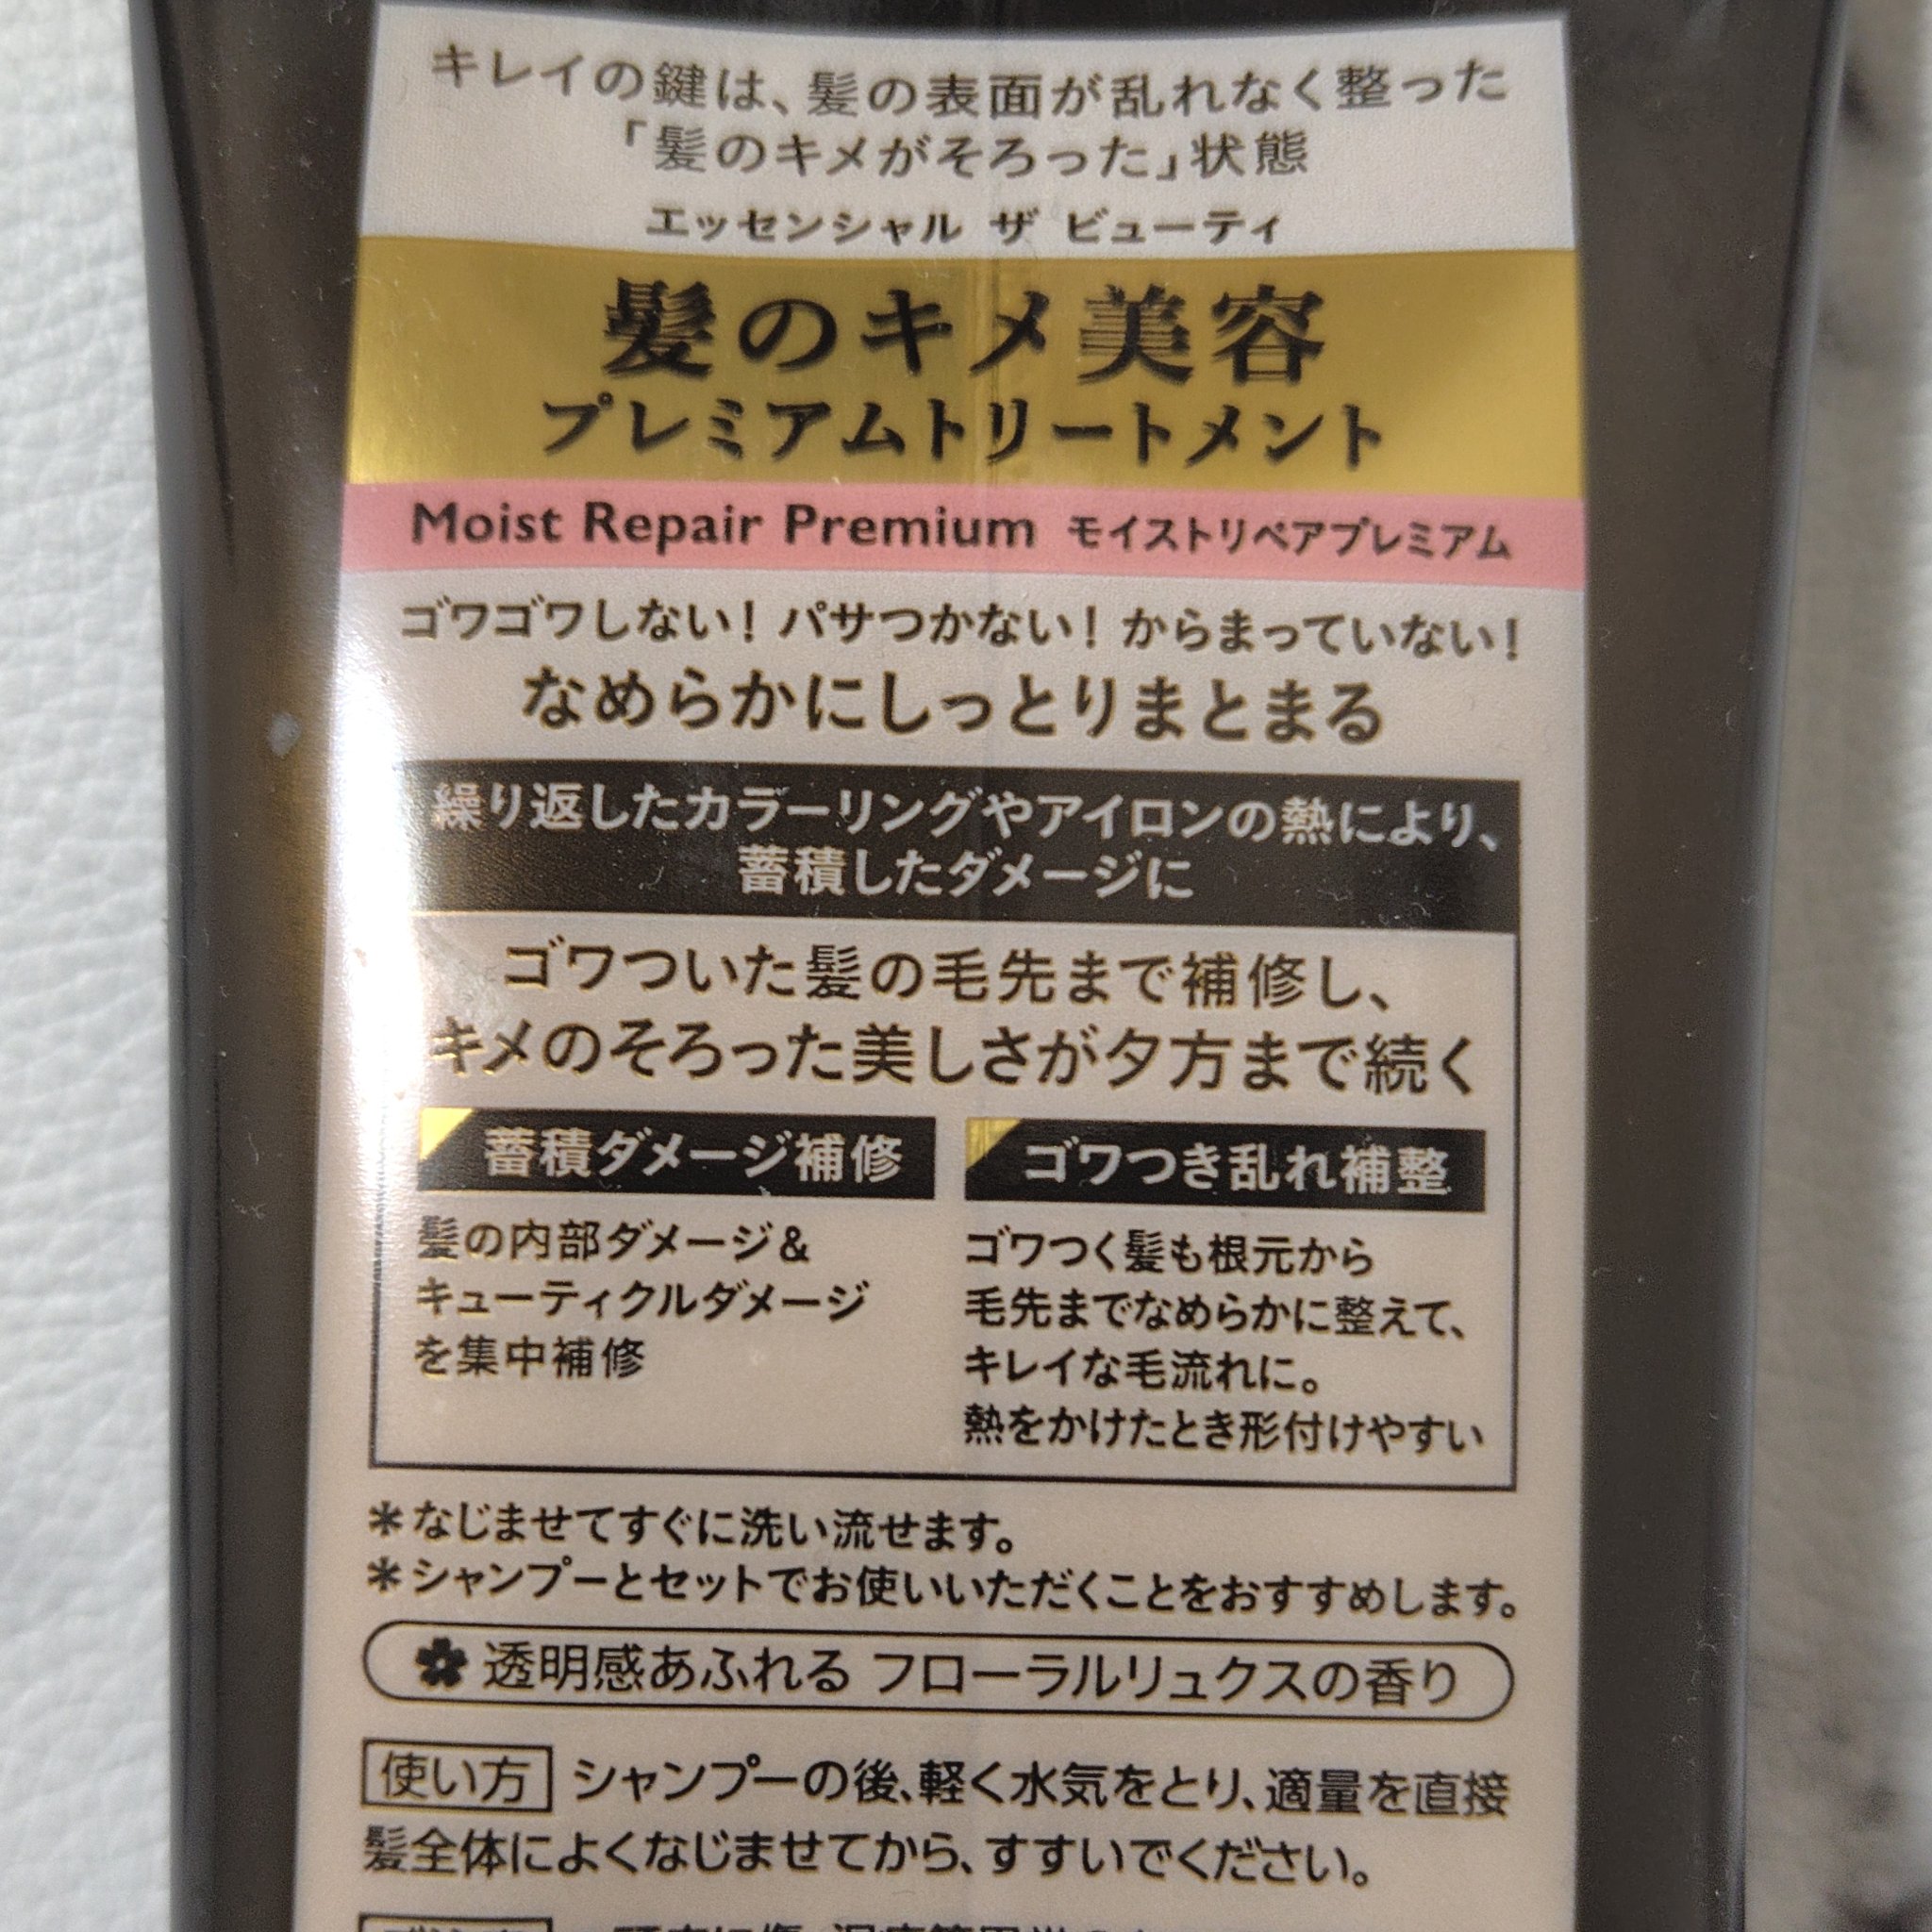 キレイの鍵は、髪の表面が乱れなく整った
「髪のキメがそろった」状態
エッセンシャル ザ ビューティ
髪のキメ美容
プレミアムトリートメント
Moist Repair Premium モイストリペアプレミアム
ゴワゴワしない! パサつかない! からまっていない!
なめらかにしっとりまとまる
繰り返したカラーリングやアイロンの熱により、
蓄積したダメージに
ゴワついた髪の毛先まで補修し、
キメのそろった美しさが夕方まで続く
蓄積ダメージ補修
髪の内部ダメージ&
キューティクルダメージ
を集中補修
ゴワつき乱れ補整
ゴワつく髪も根元から
毛先までなめらかに整えて、
キレイな毛流れに。
熱をかけたとき形付けやすい
*なじませてすぐに洗い流せます。
*シャンプーとセットでお使いいただくことをおすすめします。
透明感あふれる フローラルリュクスの香り
使い方 シャンプーの後、軽く水気をとり、適量を直接
髪全体によくなじませてから、すすいでください。